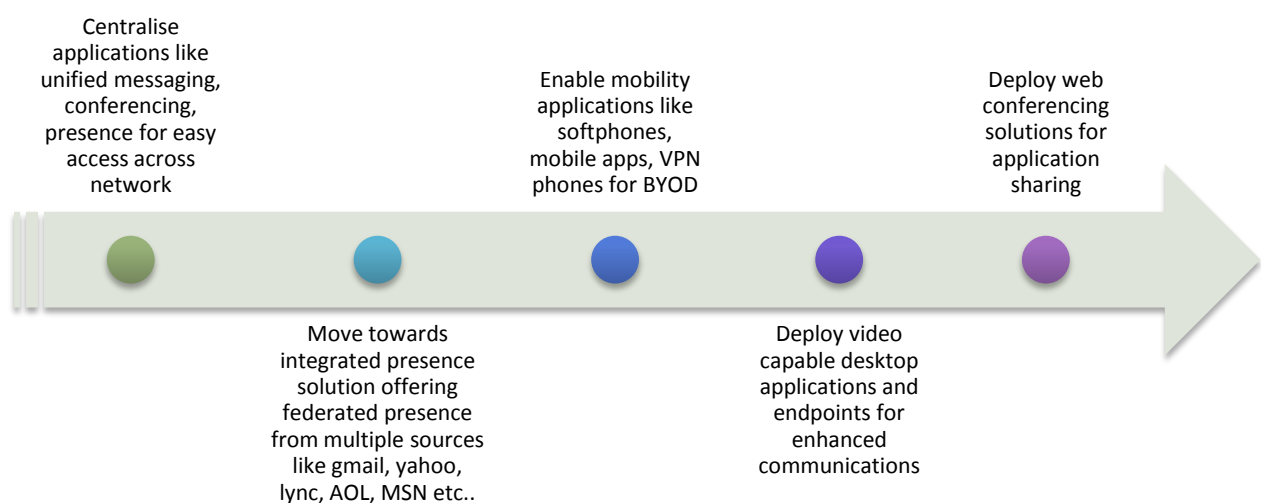 Centralise
applications like
unified messaging,
conferencing,
presence for easy
access across
network
Move towards
integrated presence
solution offering
federated presence
from multiple sources
like gmail, yahoo,
lync, AOL, MSN etc..
Enable mobility
applications like
softphones,
mobile apps, VPN
phones for BYOD
Deploy video
capable desktop
applications and
endpoints for
enhanced
communications
Deploy web
conferencing
solutions for
application
sharing